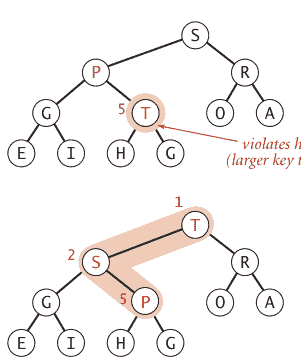 S
P R
G 5 T O A
E I H G
violates h
(larger key t
1
T
2
S R
G 5 P O A
E I H G